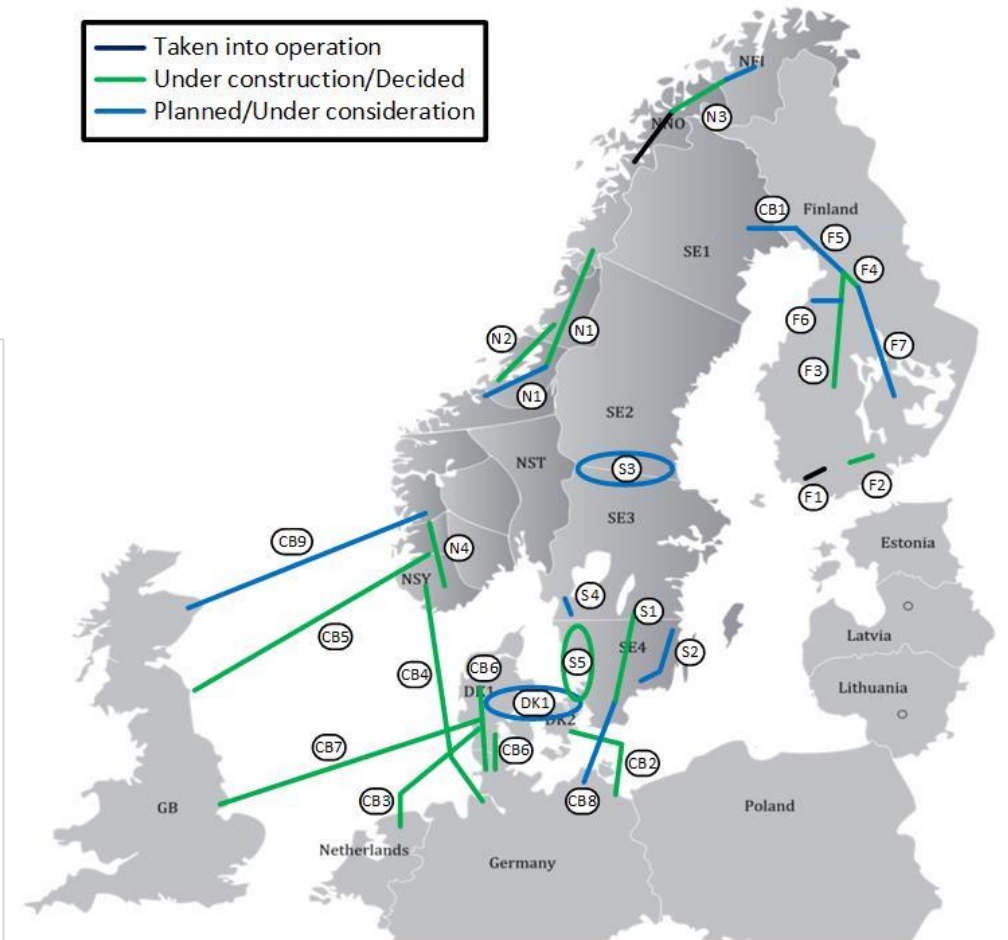 Taken into operation
Under construction/Decided
Planned/Under consideration
NFI
NNO
N3
CB1
Finland
F5
SE1
F4
F6
N2
N1
F7
F3
N1
SE2
NST
S3
F1
F2
SE3
CB9
N4
Estonia
NSY
S4
S1
CB5
Latvia
SE4
S2
S5
CB6
CB4
DK1
DK1
Lithuania
DK2
CB7
CB6
CB2
CB3
CB8
GB
Poland
Netherlands
Germany